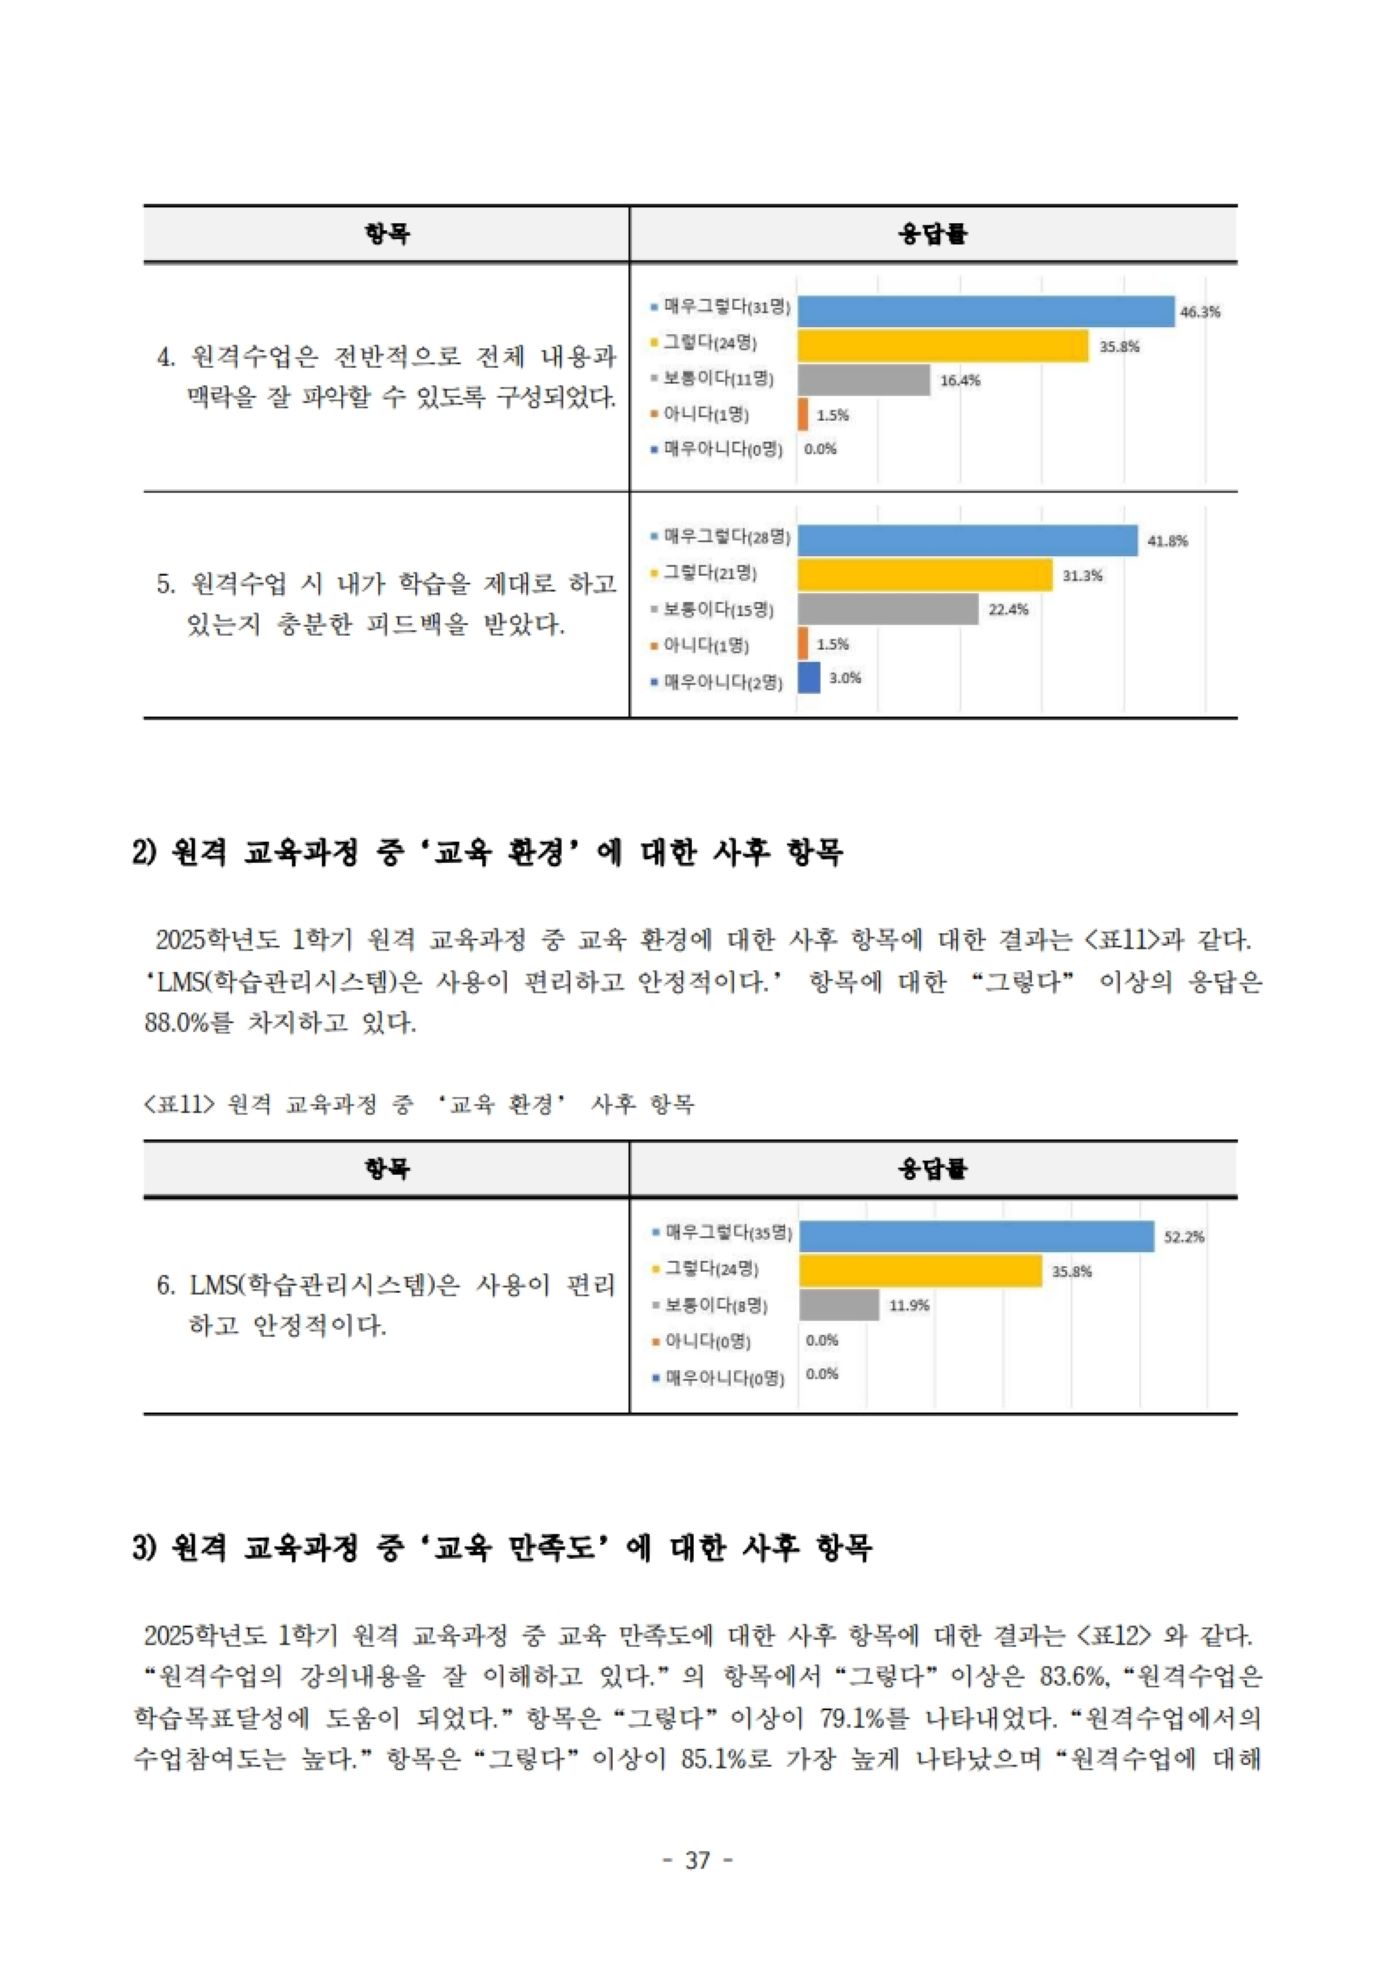 항목 응답률
4. 원격수업은 전반적으로 전체 내용과
맥락을 잘 파악할 수 있도록 구성되었다.
매우그렇다(31명) 46.3%
그렇다(24명) 35.8%
보통이다(11명) 16.4%
아니다(1명) 1.5%
매우아니다(0명) 0.0%
5. 원격수업 시 내가 학습을 제대로 하고
있는지 충분한 피드백을 받았다.
매우그렇다(28명) 41.8%
그렇다(21명) 31.3%
보통이다(15명) 22.4%
아니다(1명) 1.5%
매우아니다(2명) 3.0%
2) 원격 교육과정 중 ‘교육 환경’에 대한 사후 항목
2025학년도 1학기 원격 교육과정 중 교육 환경에 대한 사후 항목에 대한 결과는 <표11>과 같다.
‘LMS(학습관리시스템)은 사용이 편리하고 안정적이다.’ 항목에 대한 “그렇다” 이상의 응답은
88.0%를 차지하고 있다.
<표11> 원격 교육과정 중 ‘교육 환경’ 사후 항목
항목 응답률
6. LMS(학습관리시스템)은 사용이 편리
하고 안정적이다.
매우그렇다(35명) 52.2%
그렇다(24명) 35.8%
보통이다(8명) 11.9%
아니다(0명) 0.0%
매우아니다(0명) 0.0%
3) 원격 교육과정 중 ‘교육 만족도’에 대한 사후 항목
2025학년도 1학기 원격 교육과정 중 교육 만족도에 대한 사후 항목에 대한 결과는 <표12> 와 같다.
“원격수업의 강의내용을 잘 이해하고 있다.” 의 항목에서 “그렇다” 이상은 83.6%, “원격수업은
학습목표달성에 도움이 되었다.” 항목은 “그렇다” 이상이 79.1%를 나타내었다. “원격수업에서의
수업참여도는 높다.” 항목은 “그렇다” 이상이 85.1%로 가장 높게 나타났으며 “원격수업에 대해
- 37 -